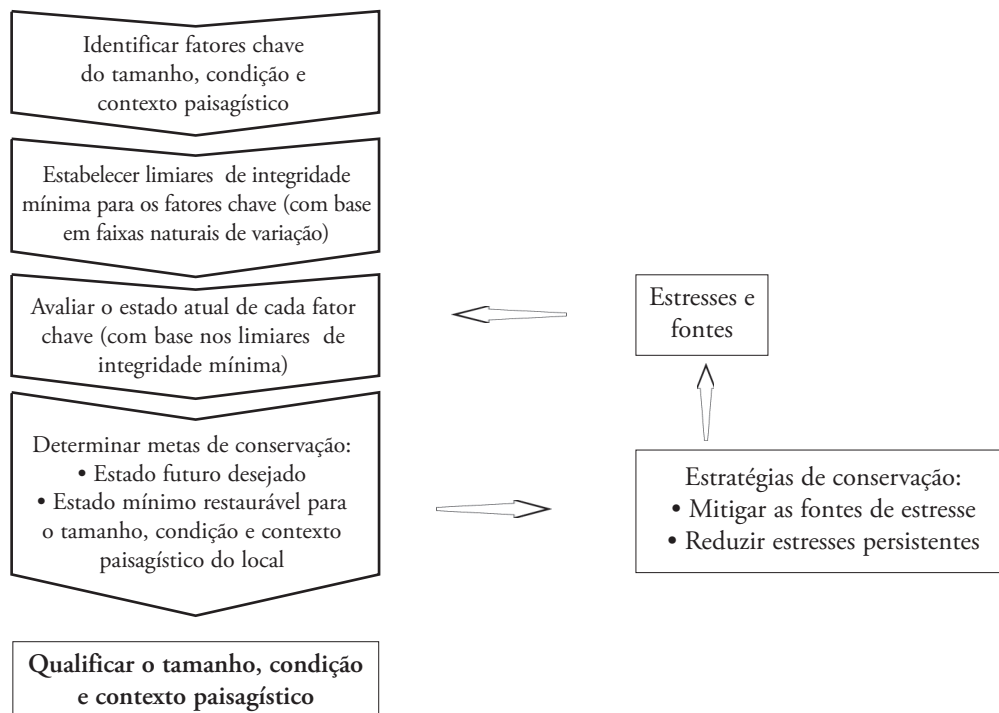 Identificar fatores chave
do tamanho, condição e
contexto paisagístico
Estabelecer limiares de integridade
mínima para os fatores chave (com base
em faixas naturais de variação)
Avaliar o estado atual de cada fator
chave (com base nos limiares de
integridade mínima)
Determinar metas de conservação:
• Estado futuro desejado
• Estado mínimo restaurável para
o tamanho, condição e contexto
paisagístico do local
Qualificar o tamanho, condição
e contexto paisagístico
Estresses e
fontes
Estratégias de conservação:
• Mitigar as fontes de estresse
• Reduzir estresses persistentes